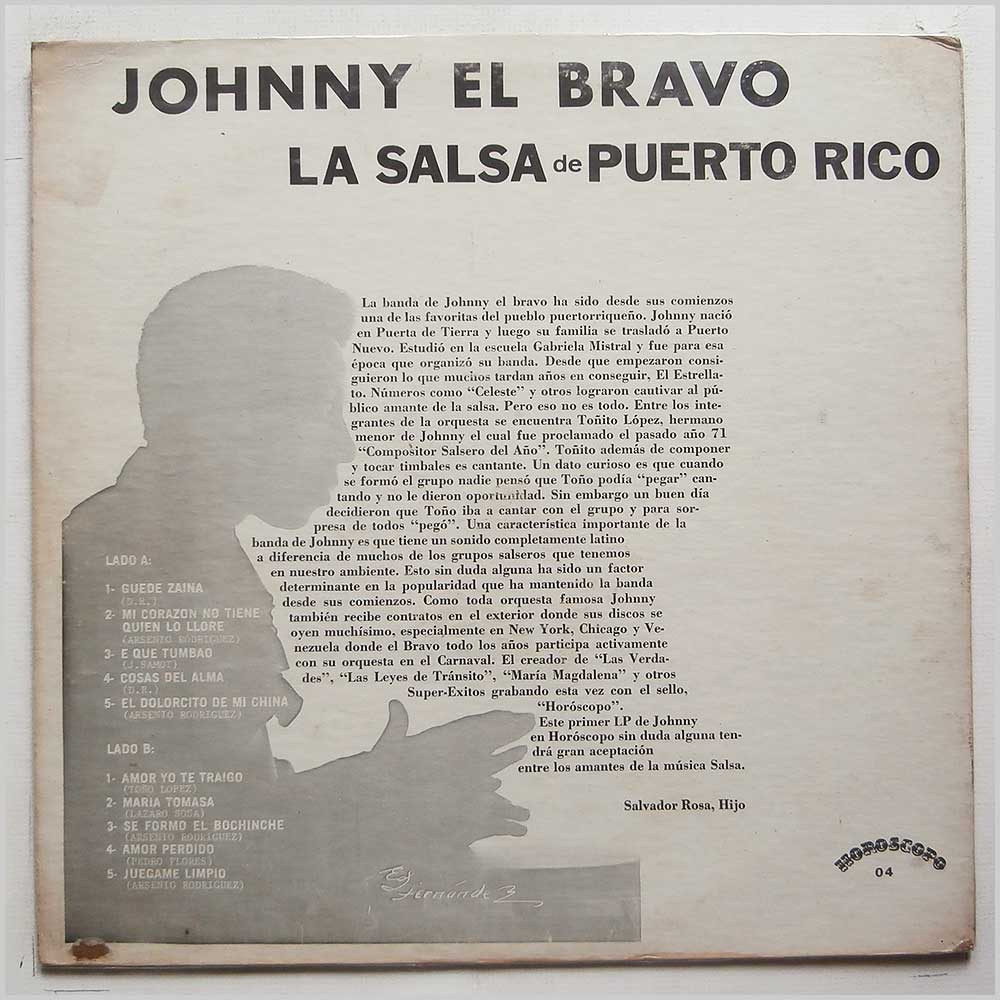 JOHNNY EL BRAVO
LA SALSA de PUERTO RICO
La banda de Johnny el bravo ha sido desde sus comienzos
una de las favoritas del pueblo puertorriqueño. Johnny nació
en Puerta de Tierra y luego su familia se trasladó a Puerto
Nuevo. Estudió en la escuela Gabriela Mistral y fue para esa
época que organizó su banda. Desde que empezaron consi-
guieron lo que muchos tardan años en conseguir, El Estrella-
to. Números como "Celeste" y otros lograron cautivar al pú-
blico amante de la salsa. Pero eso no es todo. Entre los inte-
grantes de la orquesta se encuentra Toñito López, hermano
menor de Johnny el cual fue proclamado el pasado año 71
"Compositor Salsero del Año". Toñito además de componer
y tocar timbales es cantante. Un dato curioso es que cuando
se formó el grupo nadie pensó que Toño podía "pegar" can-
tando y no le dieron oportunidad. Sin embargo un buen día
decidieron que Toño iba a cantar con el grupo y para sor-
presa de todos "pegó". Una característica importante de la
banda de Johnny es que tiene un sonido completamente latino
a diferencia de muchos de los grupos salseros que tenemos
en nuestro ambiente. Esto sin duda alguna ha sido un factor
determinante en la popularidad que ha mantenido la banda
desde sus comienzos. Como toda orquesta famosa Johnny
también recibe contratos en el exterior donde sus discos se
oyen muchísimo, especialmente en New York, Chicago y Ve-
nezuela donde el Bravo todo los años participa activamente
con su orquesta en el Carnaval. El creador de "Las Verda-
des", "Las Leyes de Tránsito", "María Magdalena" y otros
Super-Exitos grabando esta vez con el sello,
"Horóscopo".
Este primer LP de Johnny
en Horóscopo sin duda alguna ten-
drá gran aceptación
entre los amantes de la música Salsa.
Salvador Rosa, Hijo
LADO A:
1- GUEDE ZAINA
(D.R.)
2- MI CORAZON NO TIENE
QUIEN LO LLORE
(ARSENIO RODRIGUEZ)
3- E QUE TUMBAO
(J.SAMOT)
4- COSAS DEL ALMA
(D.R.)
5- EL DOLORCITO DE MI CHINA
(ARSENIO RODRIGUEZ)
LADO B:
1- AMOR YO TE TRAIGO
(TOÑO LOPEZ)
2- MARIA TOMASA
(LAZARO SOSA)
3- SE FORMO EL BOCHINCHE
(ARSENIO RODRIGUEZ)
4- AMOR PERDIDO
(PEDRO FLORES)
5- JUEGAME LIMPIO
(ARSENIO RODRIGUEZ)
HOROSCOPO
04